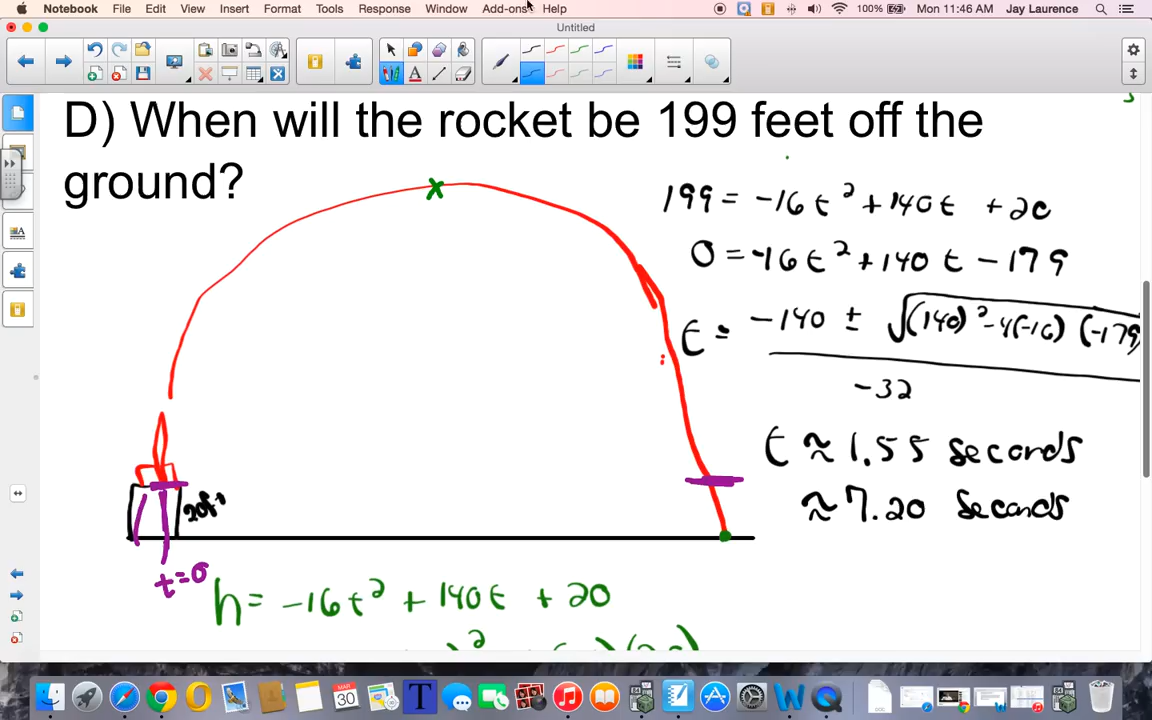 Notebook File Edit View Insert Format Tools Response Window Add-ons Help 100% Mon 11:46 AM Jay Laurence
Untitled
D) When will the rocket be 199 feet off the
ground?
199 = -16t² + 140t + 20
0 = -16t² + 140t - 179
t = -140 ± √(140)² - 4(-16)(-179)
-32
t ≈ 1.55 seconds
≈ 7.20 seconds
t=0
h = -16t² + 140t + 20